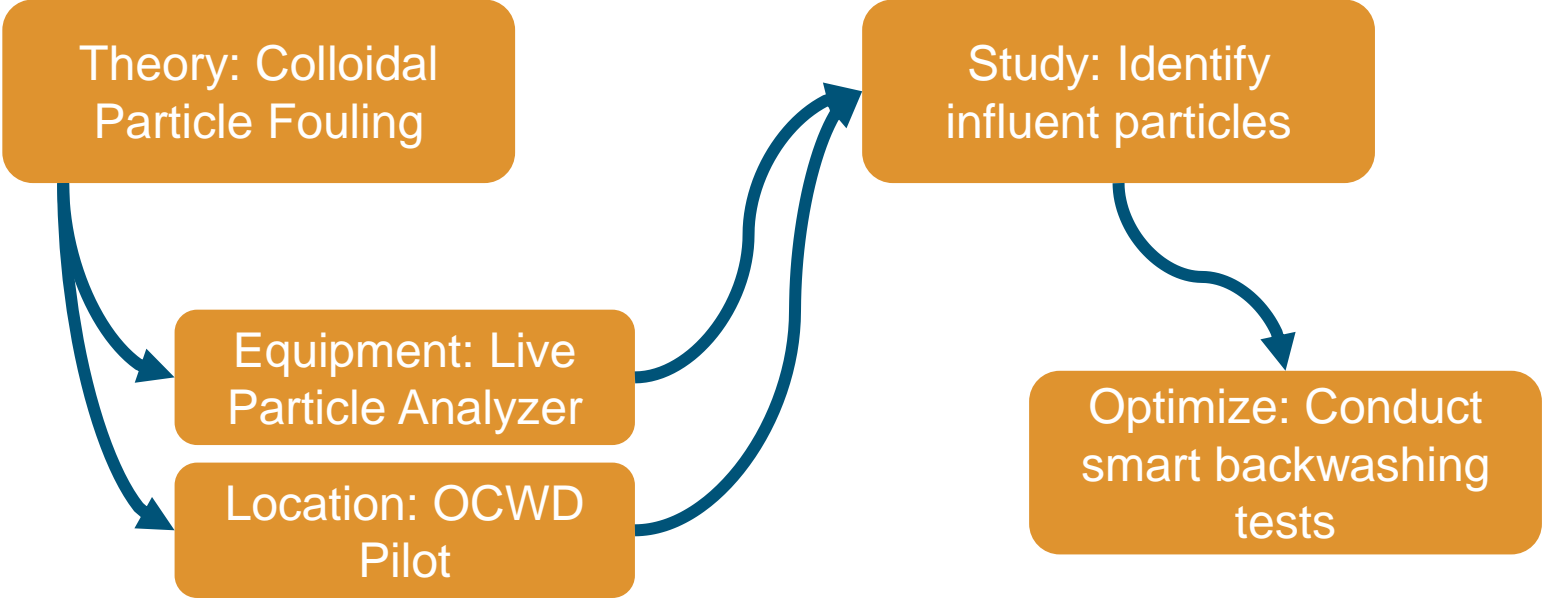 Theory: Colloidal
Particle Fouling
Equipment: Live
Particle Analyzer
Location: OCWD
Pilot
Study: Identify
influent particles
Optimize: Conduct
smart backwashing
tests